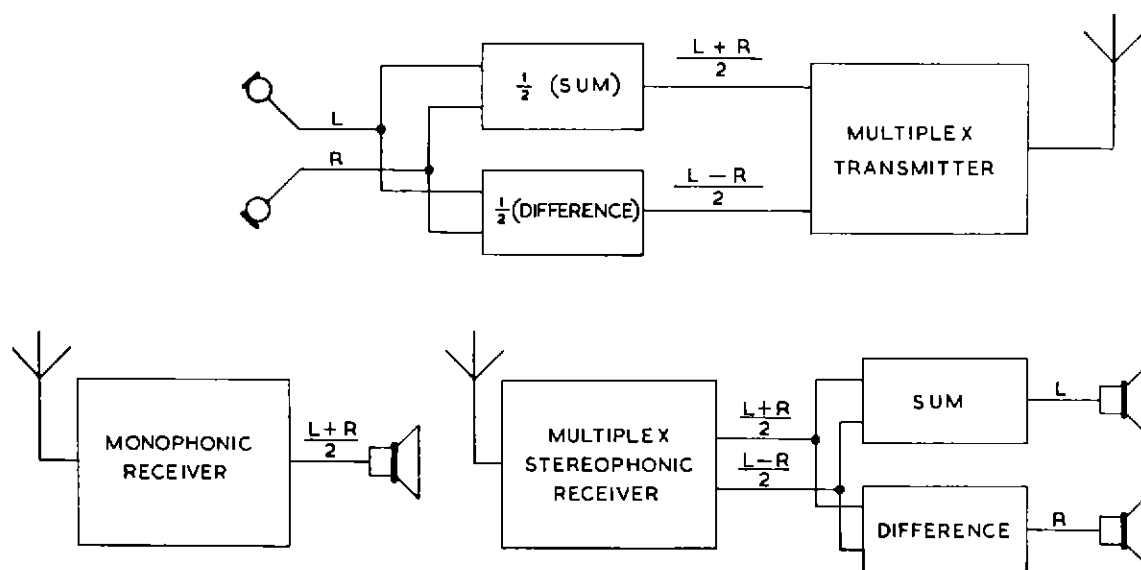 L
R
1/2 (SUM)
L + R
2
1/2 (DIFFERENCE)
L — R
2
MULTIPLEX
TRANSMITTER
MONOPHONIC
RECEIVER
L+R
2
MULTIPLEX
STEREOPHONIC
RECEIVER
L+R
2
L—R
2
SUM
L
DIFFERENCE
R